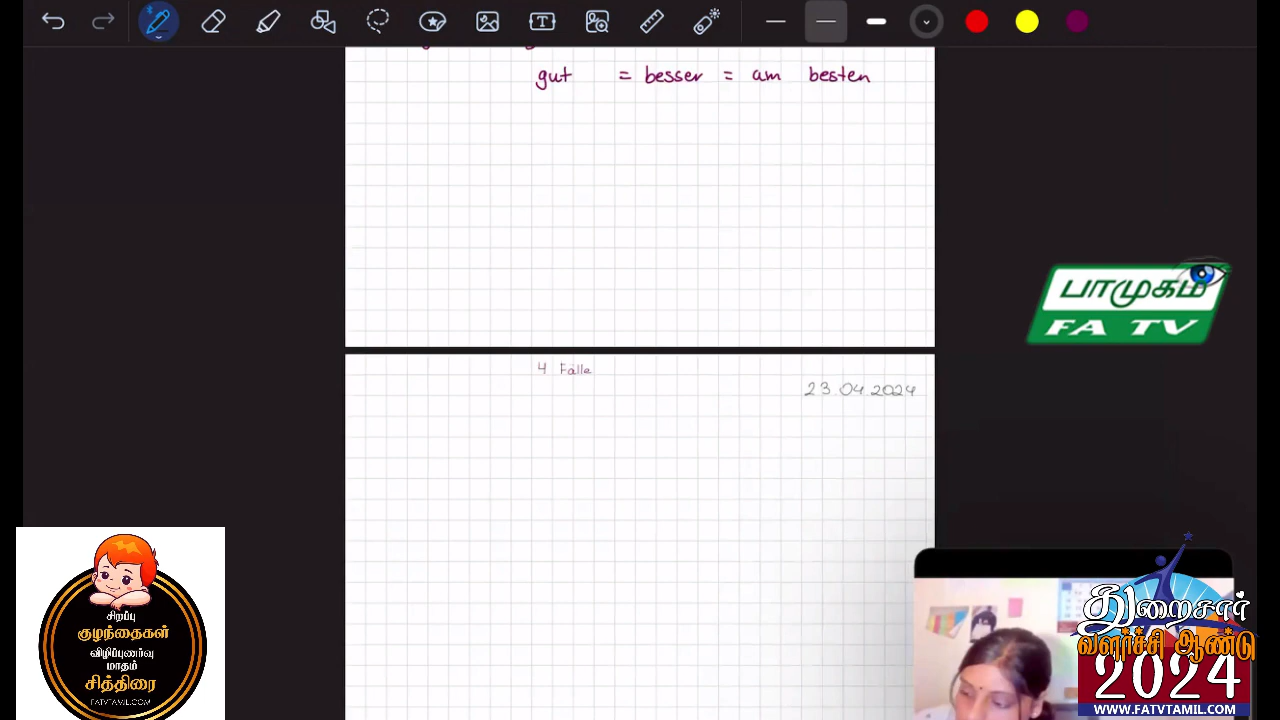 gut = besser = am besten
4 Fälle
23.04.2024
பாமுகம்
FA TV
சிறப்பு
குழந்தைகள்
விழிப்புணர்வு
மாதம்
சித்திரை
FATVTAMIL.COM
துறைசார்
வளர்ச்சி ஆண்டு
2024
WWW.FATVTAMIL.COM